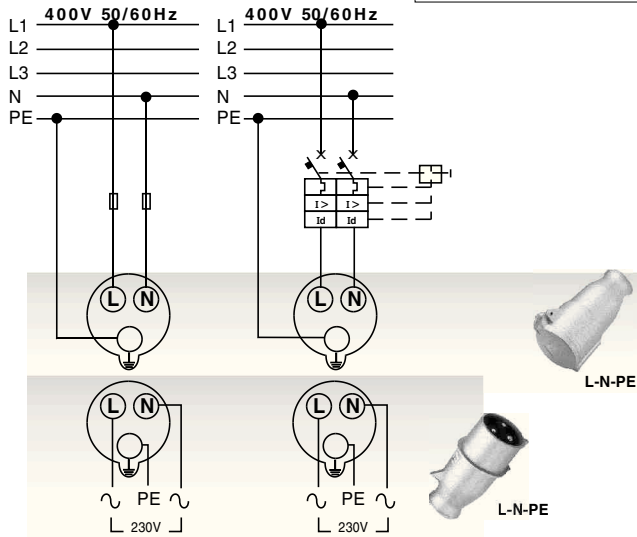 400V 50/60Hz 400V 50/60Hz
L1 L1
L2 L2
L3 L3
N N
PE PE
I> I>
Id Id
L N L N
L-N-PE
L N L N
PE PE
L-N-PE
230V 230V